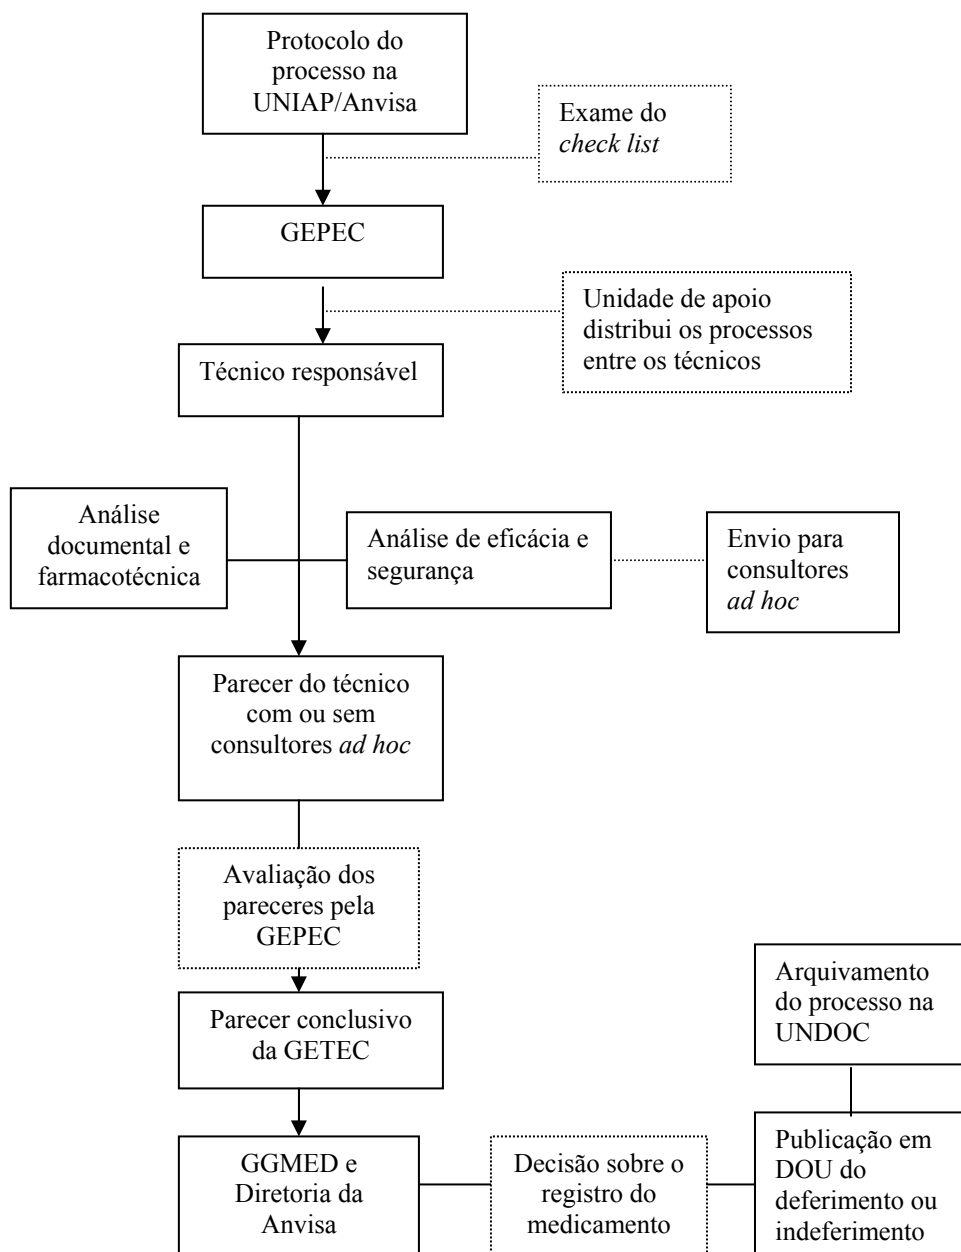 Protocolo do
processo na
UNIAP/Anvisa
Exame do
check list
GEPEC
Unidade de apoio
distribui os processos
entre os técnicos
Técnico responsável
Análise
documental e
farmacotécnica
Análise de eficácia e
segurança
Envio para
consultores
ad hoc
Parecer do técnico
com ou sem
consultores ad hoc
Avaliação dos
pareceres pela
GEPEC
Parecer conclusivo
da GETEC
Arquivamento
do processo na
UNDOC
GGMED e
Diretoria da
Anvisa
Decisão sobre o
registro do
medicamento
Publicação em
DOU do
deferimento ou
indeferimento